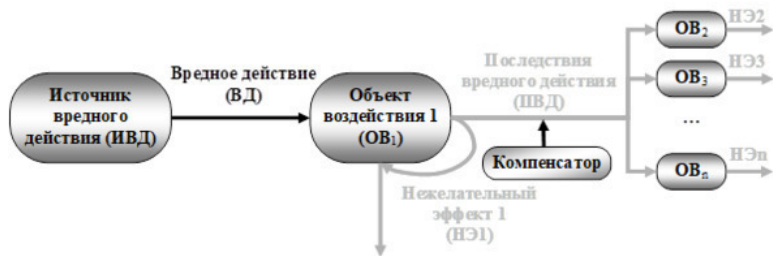 Источник
вредного
действия (ИВД)
Вредное действие
(ВД)
Объект
воздействия 1
(ОВ₁)
Последствия
вредного действия
(ПВД)
Компенсатор
Нежелательный
эффект 1
(НЭ1)
ОВ₂
НЭ2
ОВ₃
НЭ3
...
ОВₙ
НЭn